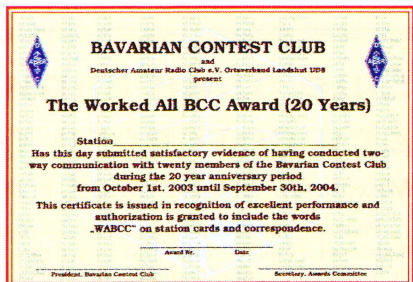 BAVARIAN CONTEST CLUB
and
Deutscher Amateur Radio Club e.V. Ortsverband Landshut U08
present
The Worked All BCC Award (20 Years)
Station
Has this day submitted satisfactory evidence of having conducted two-
way communication with twenty members of the Bavarian Contest Club
during the 20 year anniversary period
from October 1st, 2003 until September 30th, 2004.
This certificate is issued in recognition of excellent performance and
authorization is granted to include the words
„WABCC“ on station cards and correspondence.
Award Nr. Date
President, Bavarian Contest Club Secretary, Awards Committee